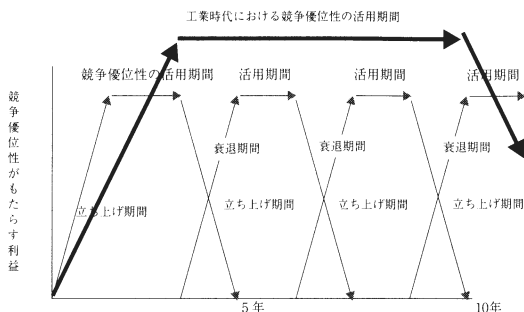 工業時代における競争優位性の活用期間
競争優位性の活用期間
活用期間
活用期間
活用期間
競争優位性がもたらす利益
衰退期間
衰退期間
衰退期間
立ち上げ期間
立ち上げ期間
立ち上げ期間
立ち上げ期間
5年
10年